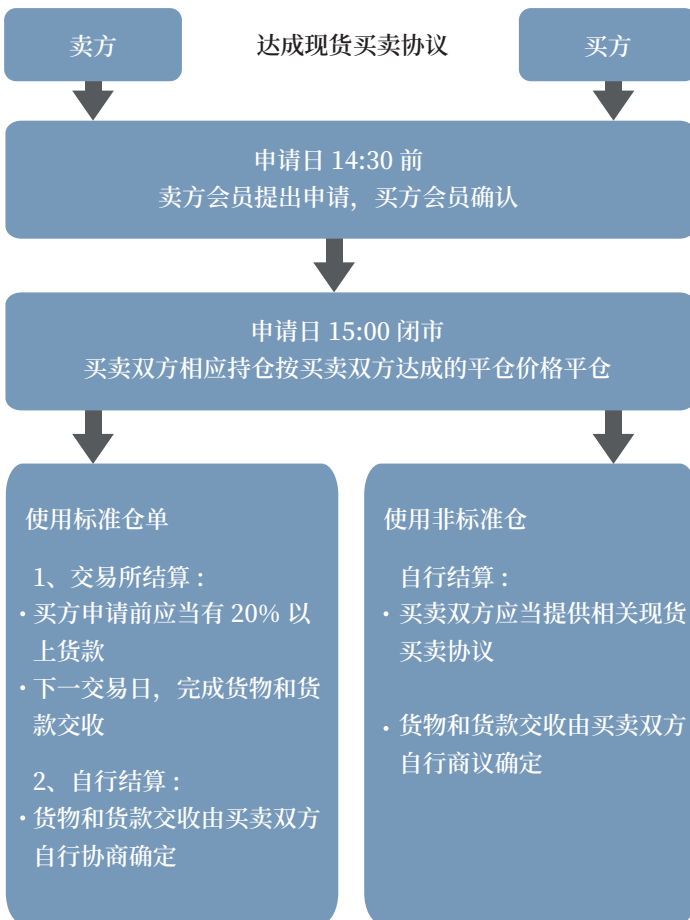 卖方
达成现货买卖协议
买方
申请日 14:30 前
卖方会员提出申请，买方会员确认
申请日 15:00 闭市
买卖双方相应持仓按买卖双方达成的平仓价格平仓
使用标准仓单
1、交易所结算：
·买方申请前应当有 20% 以
上货款
·下一交易日，完成货物和货
款交收
2、自行结算：
·货物和货款交收由买卖双方
自行协商确定
使用非标准仓
自行结算：
·买卖双方应当提供相关现货
买卖协议
·货物和货款交收由买卖双方
自行商议确定